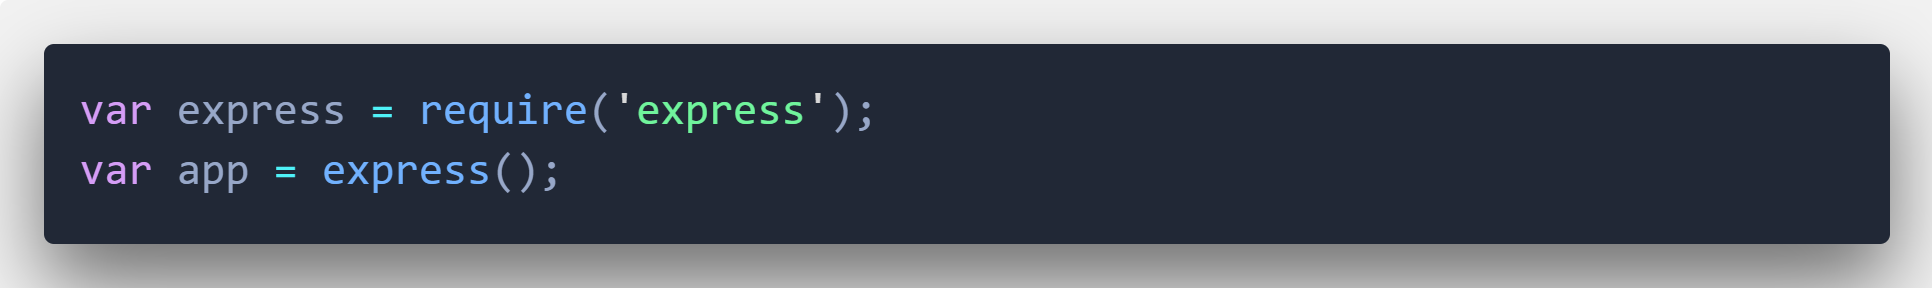 var express = require('express');
var app = express();